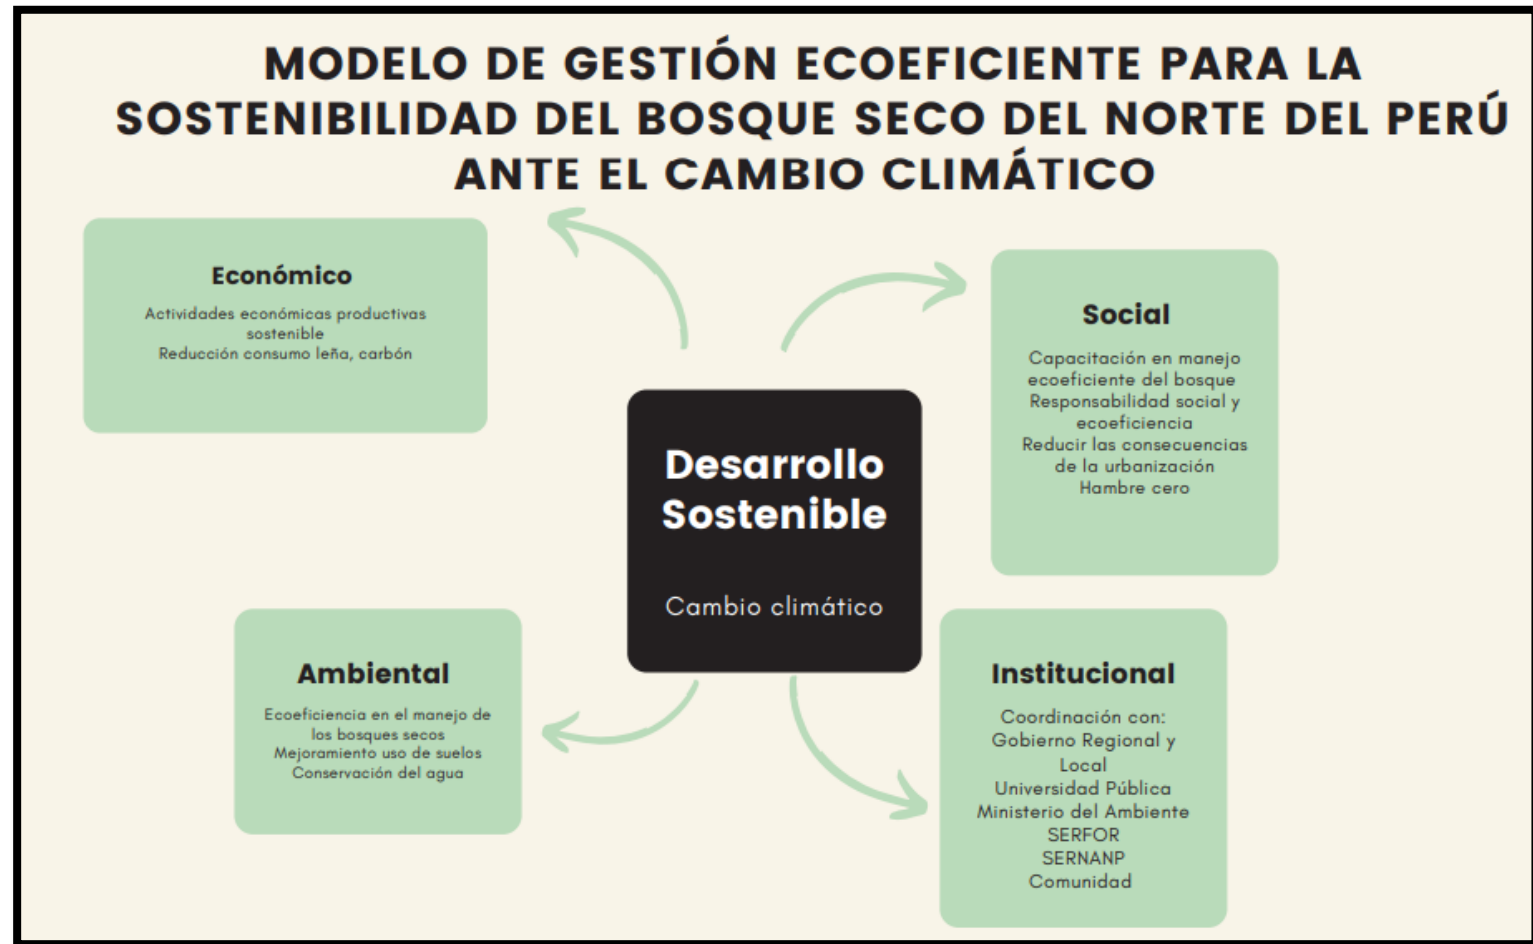 MODELO DE GESTIÓN ECOEFICIENTE PARA LA
SOSTENIBILIDAD DEL BOSQUE SECO DEL NORTE DEL PERÚ
ANTE EL CAMBIO CLIMÁTICO
Económico
Actividades económicas productivas
sostenible
Reducción consumo leña, carbón
Social
Capacitación en manejo
ecoeficiente del bosque
Responsabilidad social y
ecoeficiencia
Reducir las consecuencias
de la urbanización
Hambre cero
Desarrollo
Sostenible
Cambio climático
Ambiental
Ecoeficiencia en el manejo de
los bosques secos
Mejoramiento uso de suelos
Conservación del agua
Institucional
Coordinación con:
Gobierno Regional y
Local
Universidad Pública
Ministerio del Ambiente
SERFOR
SERNANP
Comunidad